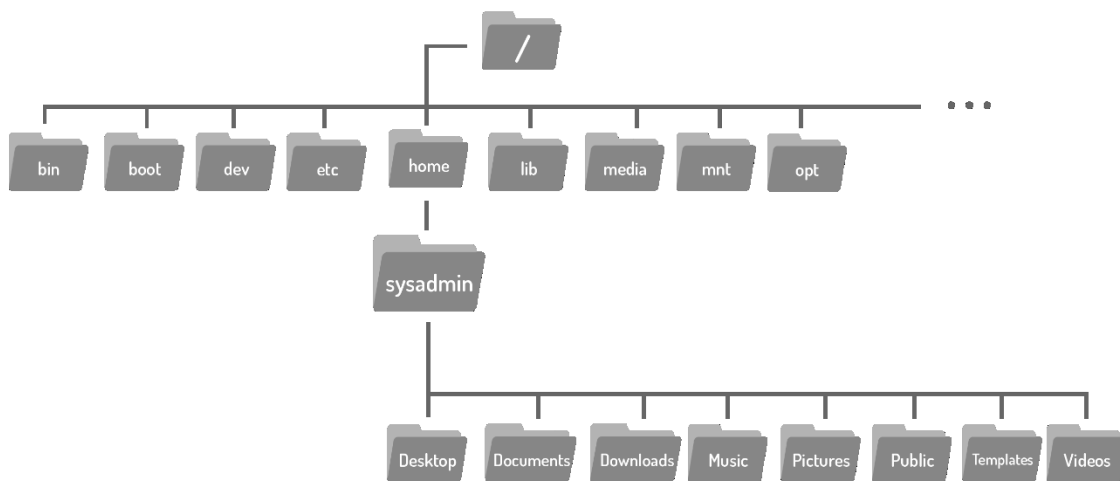 /
bin
boot
dev
etc
home
lib
media
mnt
opt
sysadmin
Desktop
Documents
Downloads
Music
Pictures
Public
Templates
Videos